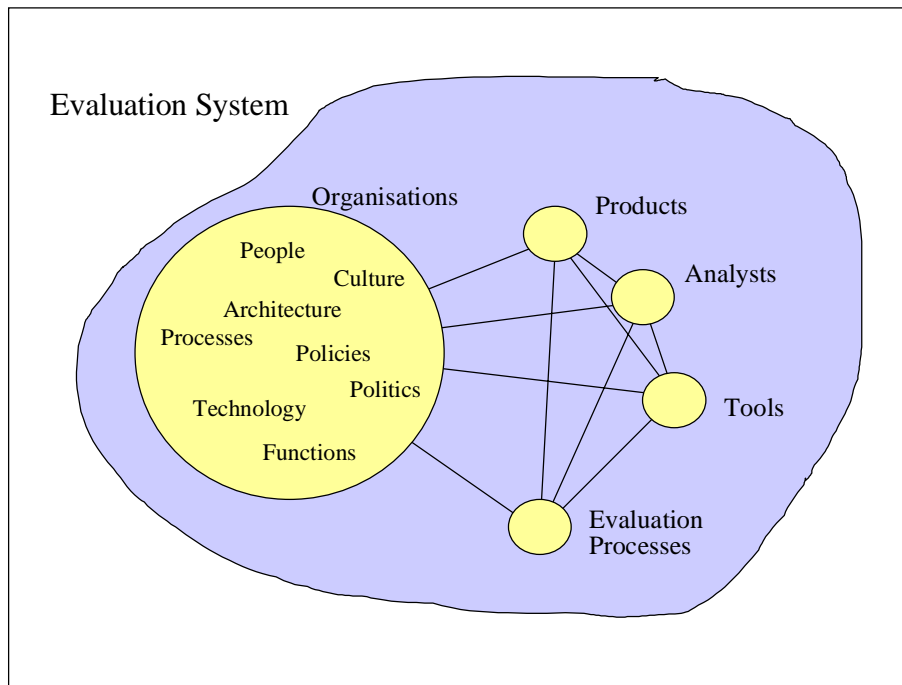 Evaluation System
Organisations
Products
People
Culture
Analysts
Architecture
Processes
Policies
Politics
Technology
Tools
Functions
Evaluation
Processes